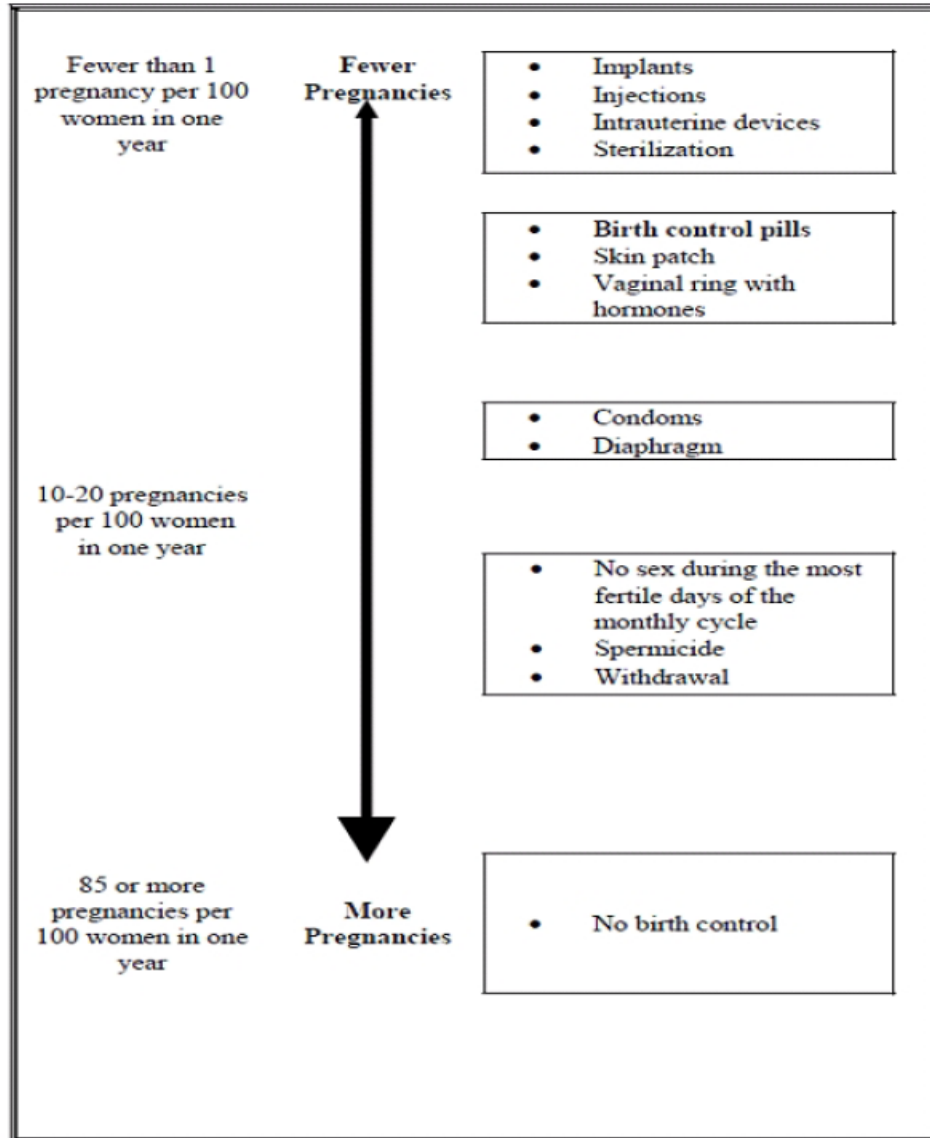 Fewer than 1
pregnancy per 100
women in one
year
Fewer
Pregnancies
• Implants
• Injections
• Intrauterine devices
• Sterilization
• Birth control pills
• Skin patch
• Vaginal ring with
hormones
• Condoms
• Diaphragm
10-20 pregnancies
per 100 women
in one year
• No sex during the most
fertile days of the
monthly cycle
• Spermicide
• Withdrawal
85 or more
pregnancies per
100 women in one
year
More
Pregnancies
• No birth control